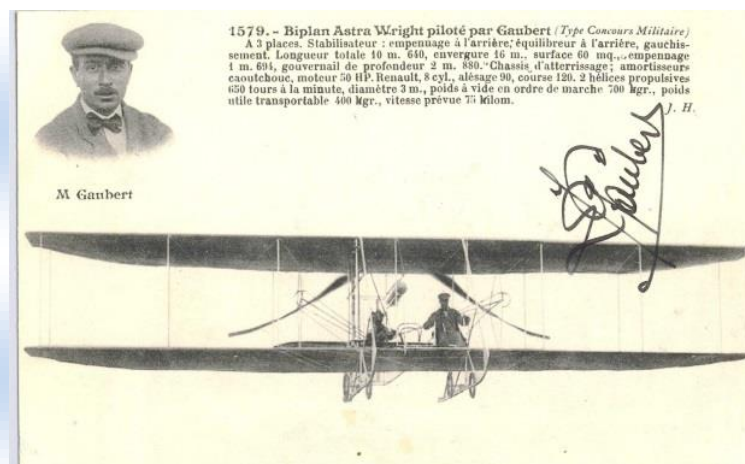 1579. - Biplan Astra Wright piloté par Gaubert (Type Concours Militaire)
A 3 places. Stabilisateur : empennage à l'arrière, équilibreur à l'arrière, gauchis-
sement. Longueur totale 10 m. 640, envergure 16 m., surface 60 mq., empennage
1 m. 694, gouvernail de profondeur 2 m. 880. Chassis d'atterrissage ; amortisseurs
caoutchouc, moteur 50 HP. Renault, 8 cyl., alésage 90, course 120. 2 hélices propulsives
650 tours à la minute, diamètre 3 m., poids à vide en ordre de marche 700 kgr., poids
utile transportable 400 kgr., vitesse prévue 75 kilom.
J. H.
Gaubert
M Gaubert